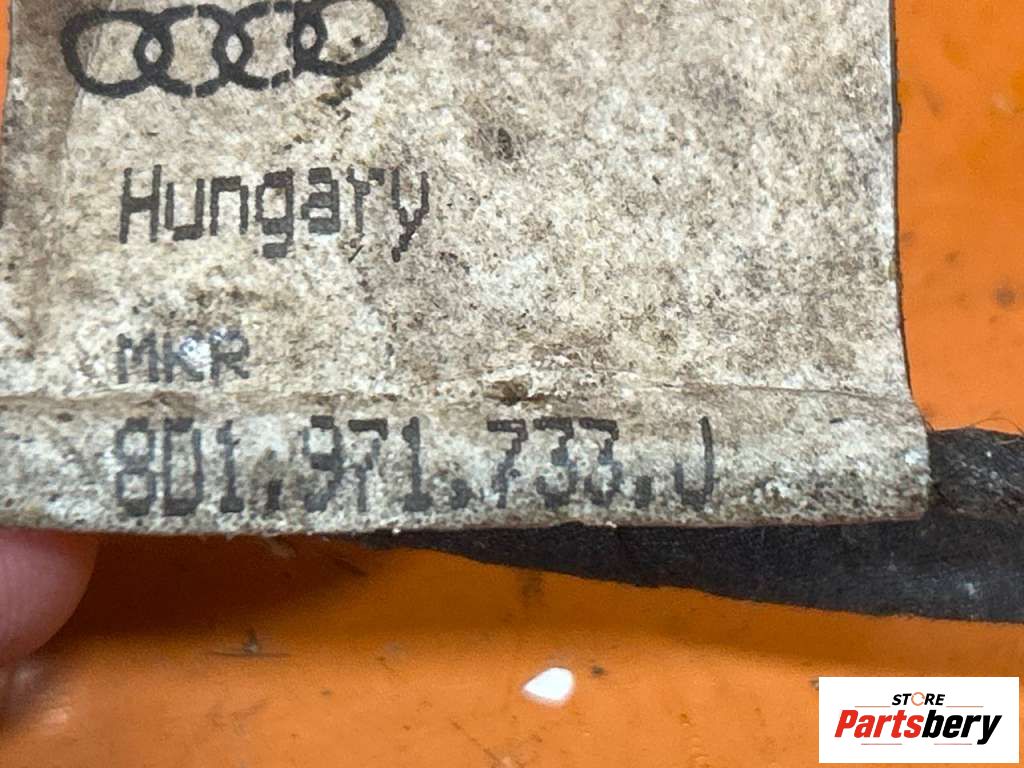 Hungary
MKR
8D1.971.733.J
STORE
Partsbery